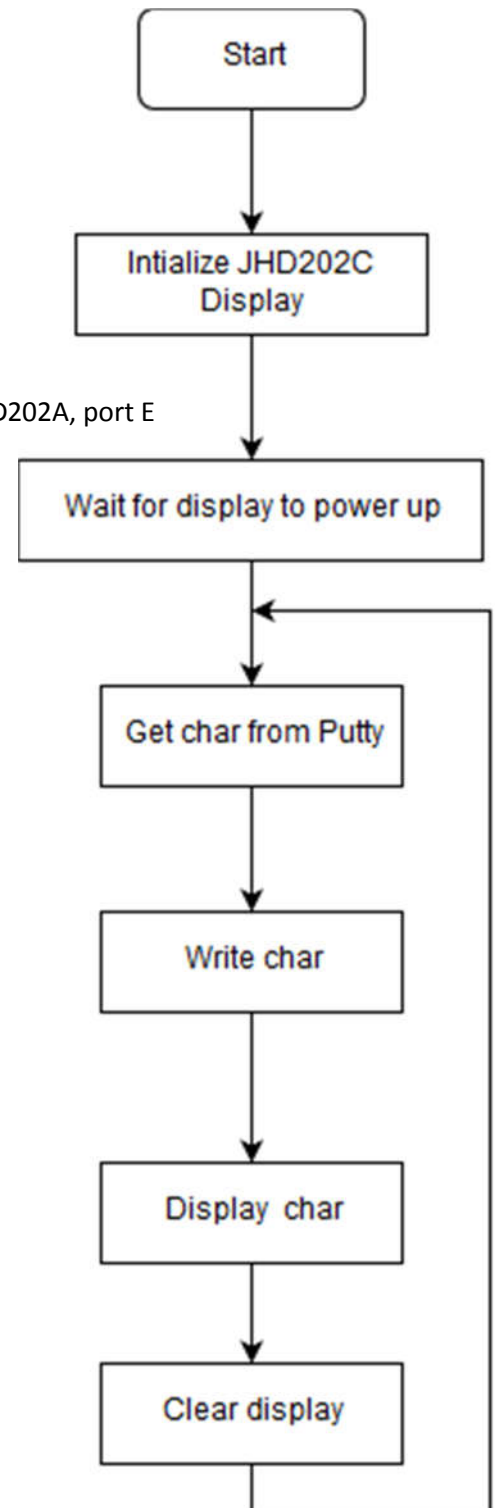 Start
Intialize JHD202C
Display
D202A, port E
Wait for display to power up
Get char from Putty
Write char
Display char
Clear display